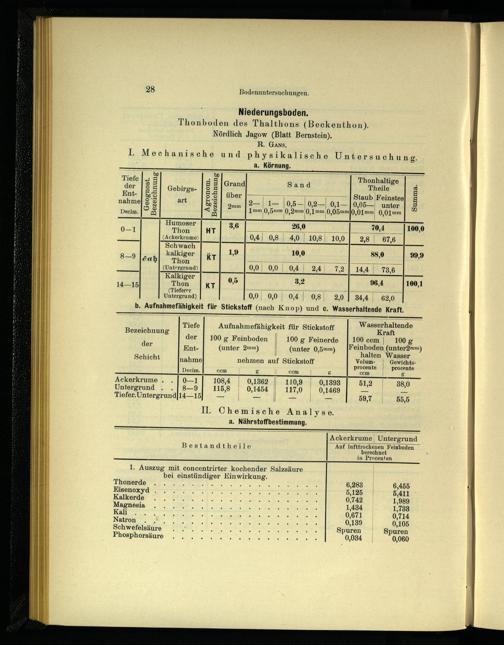 28
Bodenuntersuchungen.
Niederungsboden.
Thonboden des Thalthons (Beckenthon).
Nördlich Jagow (Blatt Bernstein).
R. Gans.
I. Mechanische und physikalische Untersuchung.
a. Körnung.
Tiefe der Entnahme Decim. | Geognost. Bezeichnung | Gebirgsart | Agronom. Bezeichnung | Grand über 2mm | Sand | Thonhaltige Theile | Summa.
2— 1mm | 1— 0,5mm | 0,5— 0,2mm | 0,2— 0,1mm | 0,1— 0,05mm | Staub 0,05— 0,01mm | Feinstes unter 0,01mm
0—1 | Humoser Thon (Ackerkrume) | HT | 3,6 | 26,0 | 70,4 | 100,0
0,4 | 0,8 | 4,0 | 10,8 | 10,0 | 2,8 | 67,6
8—9 | Schwach kalkiger Thon (Untergrund) | KT | 1,9 | 10,0 | 88,0 | 99,9
0,0 | 0,0 | 0,4 | 2,4 | 7,2 | 14,4 | 73,6
14—15 | Kalkiger Thon (Tieferer Untergrund) | KT | 0,5 | 3,2 | 96,4 | 100,1
0,0 | 0,0 | 0,4 | 0,8 | 2,0 | 34,4 | 62,0
b. Aufnahmefähigkeit für Stickstoff (nach Knop) und c. Wasserhaltende Kraft.
Bezeichnung der Schicht | Tiefe der Entnahme Decim. | Aufnahmefähigkeit für Stickstoff | Wasserhaltende Kraft
100 g Feinboden (unter 2mm) | 100 g Feinerde (unter 0,5mm) | 100 ccm | 100 g
Feinboden (unter 2mm)
nehmen auf Stickstoff | halten Wasser
ccm | g | ccm | g | Volumprocente ccm | Gewichtsprocente g
Ackerkrume . . | 0—1 | 108,4 | 0,1362 | 110,9 | 0,1393 | 51,2 | 38,0
Untergrund . . | 8—9 | 115,8 | 0,1454 | 117,0 | 0,1469 | — | —
Tiefer. Untergrund | 14—15 | 59,7 | 55,5
II. Chemische Analyse.
a. Nährstoffbestimmung.
Bestandtheile | Ackerkrume | Untergrund
Auf lufttrockenen Feinboden berechnet in Procenten
1. Auszug mit concentrirter kochender Salzsäure
bei einstündiger Einwirkung.
Thonerde | 6,283 | 6,455
Eisenoxyd | 5,125 | 5,411
Kalkerde | 0,742 | 1,989
Magnesia | 1,434 | 1,733
Kali | 0,671 | 0,714
Natron | 0,139 | 0,105
Schwefelsäure | Spuren | Spuren
Phosphorsäure | 0,034 | 0,060